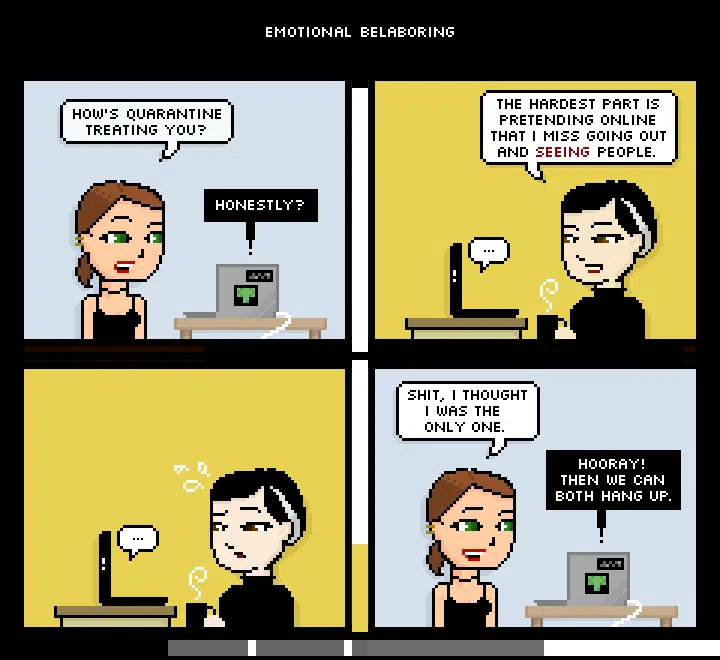 EMOTIONAL BELABORING
HOW'S QUARANTINE
TREATING YOU?
HONESTLY?
THE HARDEST PART IS
PRETENDING ONLINE
THAT I MISS GOING OUT
AND SEEING PEOPLE.
...
...
SHIT, I THOUGHT
I WAS THE
ONLY ONE.
HOORAY!
THEN WE CAN
BOTH HANG UP.